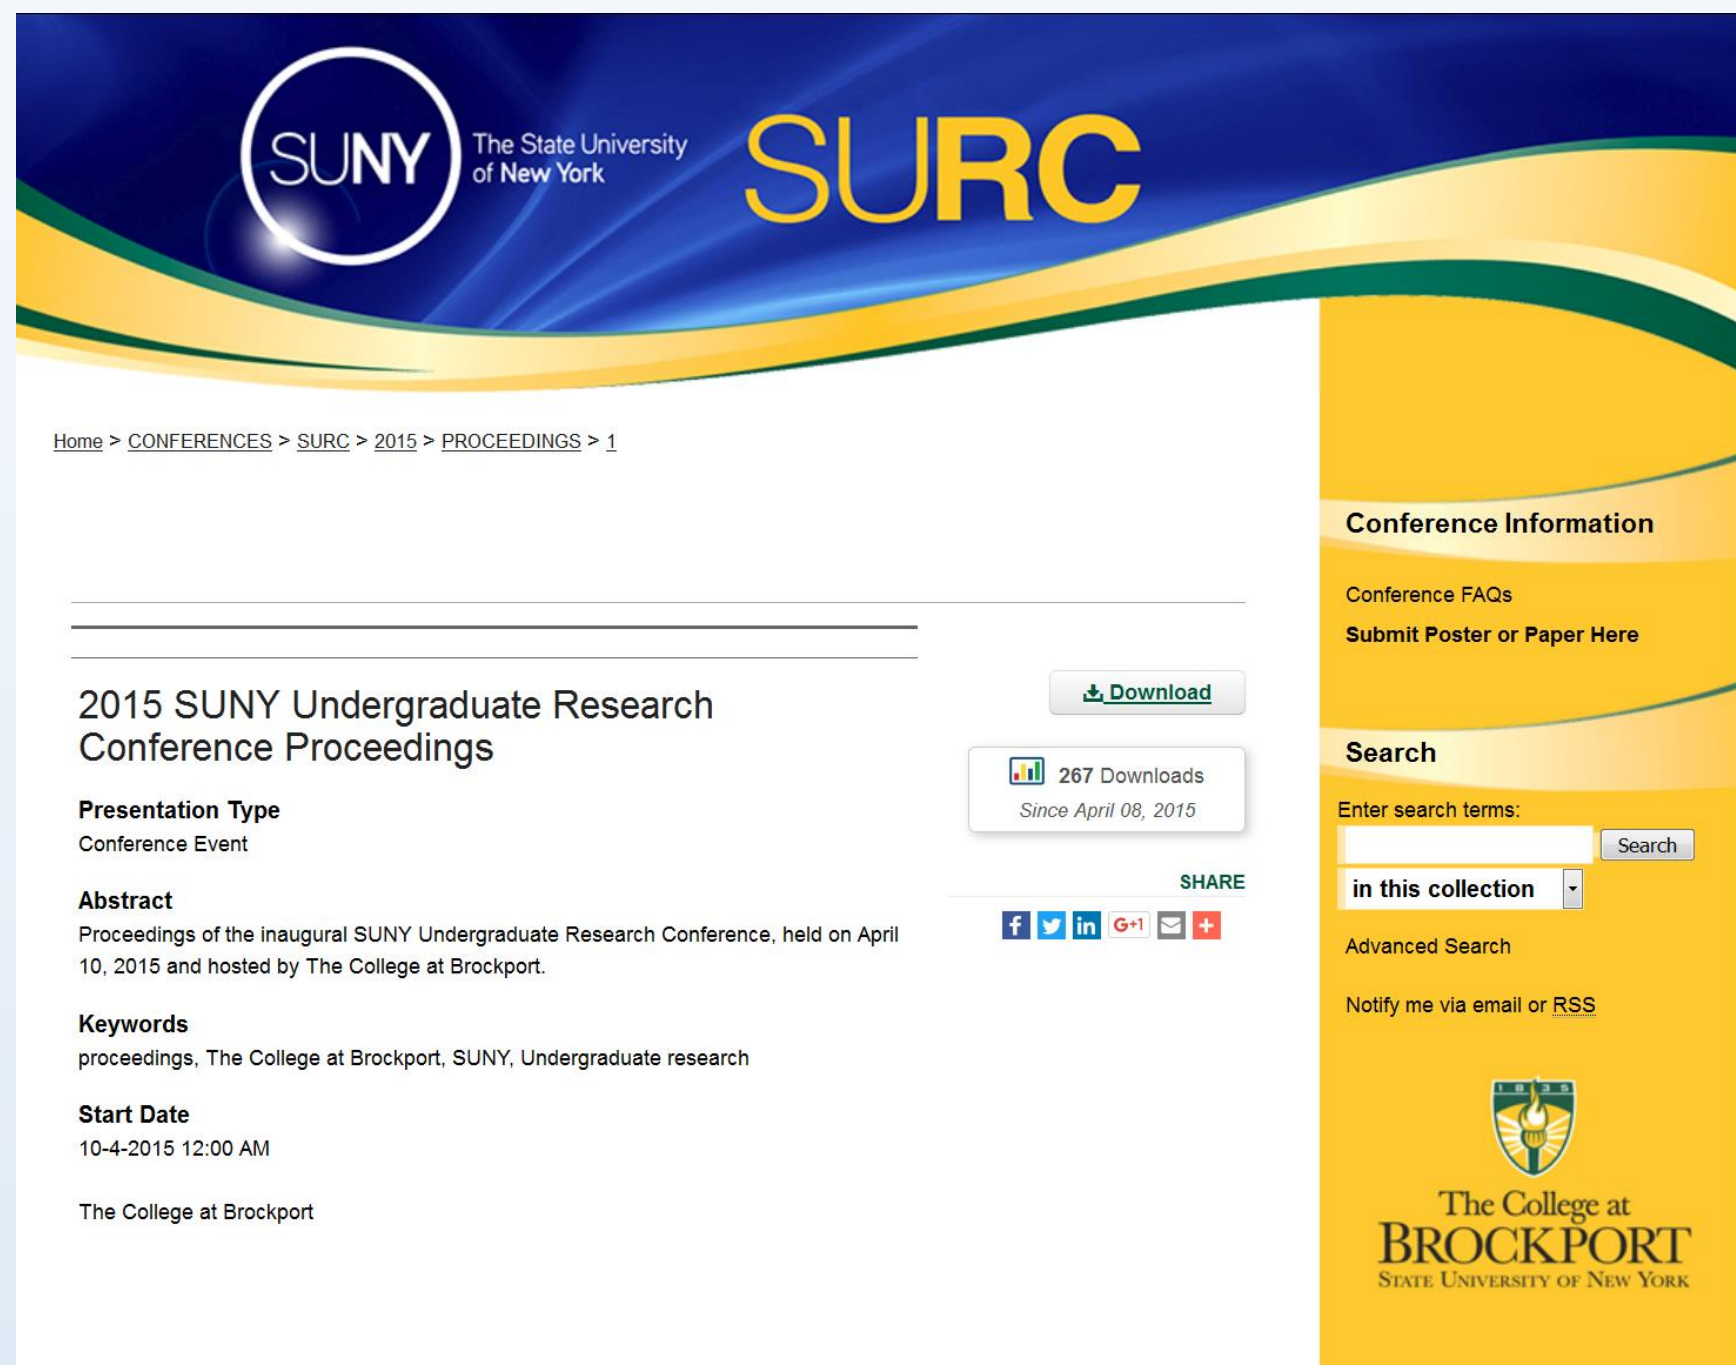 SUNY
The State University
of New York
SURC
Home > CONFERENCES > SURC > 2015 > PROCEEDINGS > 1
2015 SUNY Undergraduate Research
Conference Proceedings
Presentation Type
Conference Event
Abstract
Proceedings of the inaugural SUNY Undergraduate Research Conference, held on April
10, 2015 and hosted by The College at Brockport.
Keywords
proceedings, The College at Brockport, SUNY, Undergraduate research
Start Date
10-4-2015 12:00 AM
The College at Brockport
Download
267 Downloads
Since April 08, 2015
SHARE
f in G+1 +
Conference Information
Conference FAQs
Submit Poster or Paper Here
Search
Enter search terms:
Search
in this collection
Advanced Search
Notify me via email or RSS
1835
The College at
BROCKPORT
STATE UNIVERSITY OF NEW YORK